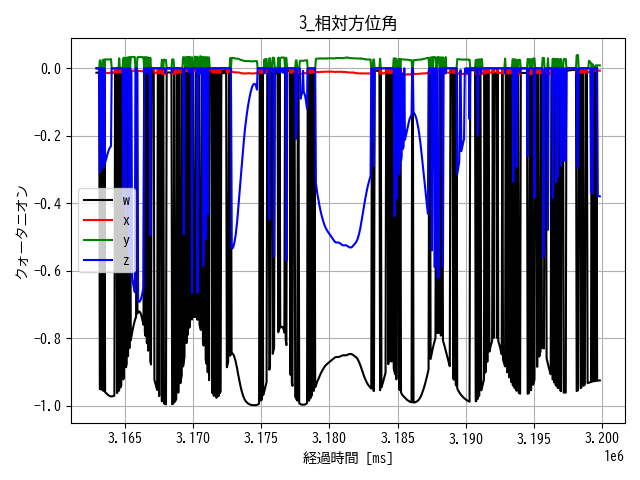 3_相対方位角
0.0
-0.2
-0.4
-0.6
-0.8
-1.0
クォータニオン
w
x
y
z
3.165 3.170 3.175 3.180 3.185 3.190 3.195 3.200
1e6
経過時間 [ms]